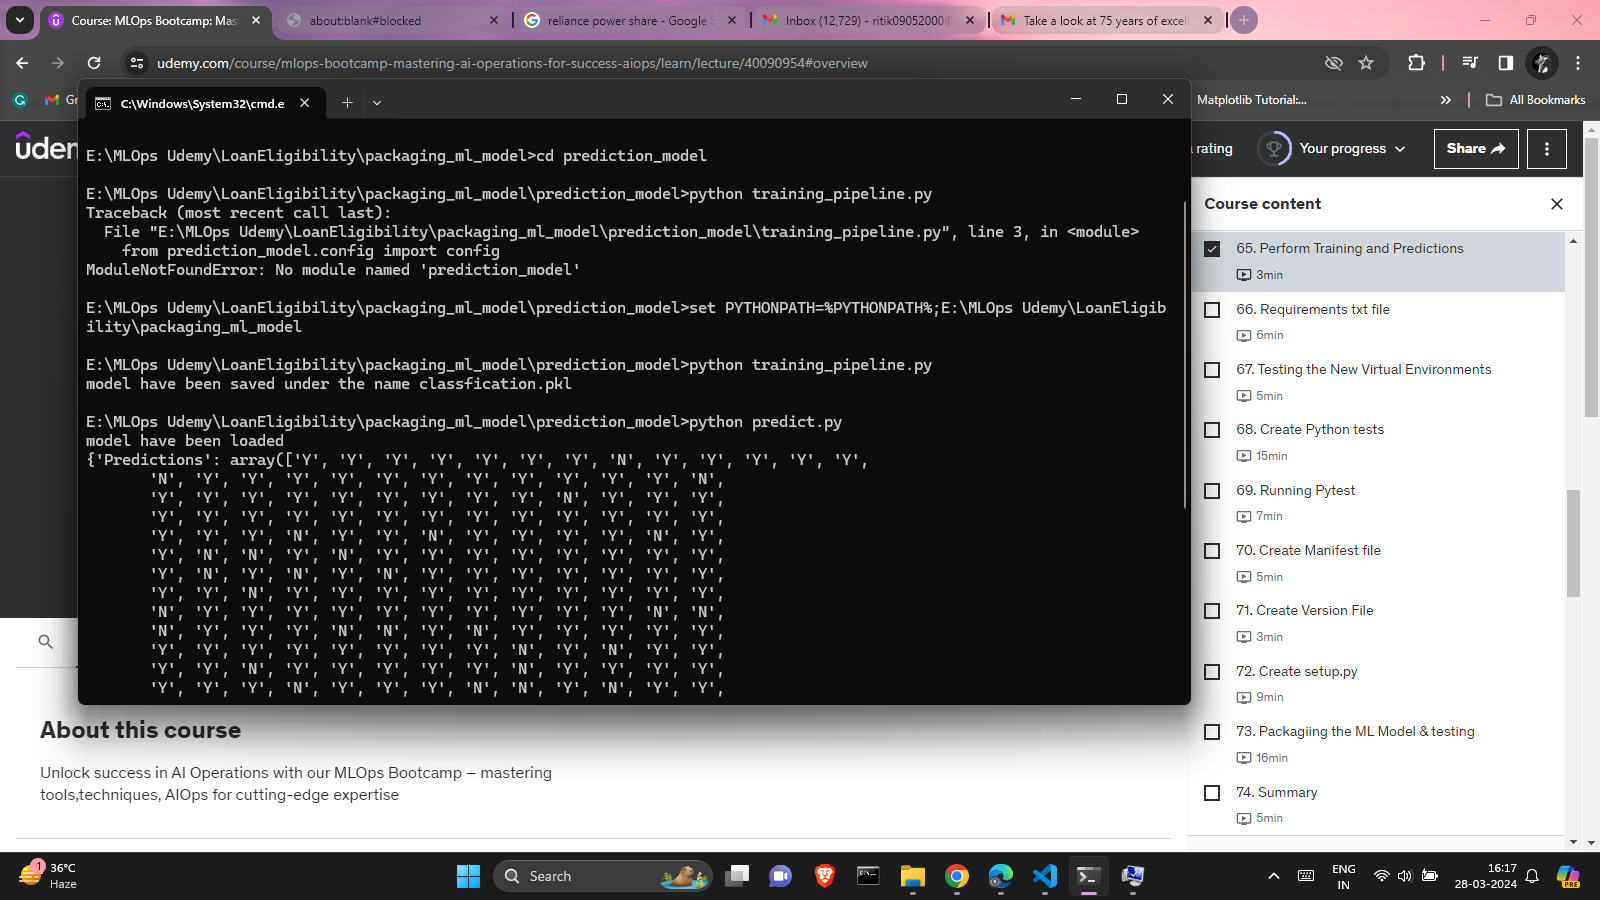 Course: MLOps Bootcamp: Mas
about:blank#blocked
reliance power share - Google S
Inbox (12,729) - ritik09052000@
Take a look at 75 years of excell
udemy.com/course/mlops-bootcamp-mastering-ai-operations-for-success-aiops/learn/lecture/40090954#overview
Gr
C:\Windows\System32\cmd.e
Matplotlib Tutorial:...
All Bookmarks
udem
a rating
Your progress
Share
E:\MLOps Udemy\LoanEligibility\packaging_ml_model>cd prediction_model
E:\MLOps Udemy\LoanEligibility\packaging_ml_model\prediction_model>python training_pipeline.py
Traceback (most recent call last):
File "E:\MLOps Udemy\LoanEligibility\packaging_ml_model\prediction_model\training_pipeline.py", line 3, in <module>
from prediction_model.config import config
ModuleNotFoundError: No module named 'prediction_model'
E:\MLOps Udemy\LoanEligibility\packaging_ml_model\prediction_model>set PYTHONPATH=%PYTHONPATH%;E:\MLOps Udemy\LoanEligib
ility\packaging_ml_model
E:\MLOps Udemy\LoanEligibility\packaging_ml_model\prediction_model>python training_pipeline.py
model have been saved under the name classfication.pkl
E:\MLOps Udemy\LoanEligibility\packaging_ml_model\prediction_model>python predict.py
model have been loaded
{'Predictions': array(['Y', 'Y', 'Y', 'Y', 'Y', 'Y', 'Y', 'N', 'Y', 'Y', 'Y', 'Y', 'Y',
'N', 'Y', 'Y', 'Y', 'Y', 'Y', 'Y', 'Y', 'Y', 'Y', 'Y', 'Y', 'N',
'Y', 'Y', 'Y', 'Y', 'Y', 'Y', 'Y', 'Y', 'Y', 'N', 'Y', 'Y', 'Y',
'Y', 'Y', 'Y', 'Y', 'Y', 'Y', 'Y', 'Y', 'Y', 'Y', 'Y', 'Y', 'Y',
'Y', 'Y', 'Y', 'N', 'Y', 'Y', 'N', 'Y', 'Y', 'Y', 'Y', 'N', 'Y',
'Y', 'N', 'N', 'Y', 'N', 'Y', 'Y', 'Y', 'Y', 'Y', 'Y', 'Y', 'Y',
'Y', 'N', 'Y', 'N', 'Y', 'N', 'Y', 'Y', 'Y', 'Y', 'Y', 'Y', 'Y',
'Y', 'Y', 'N', 'Y', 'Y', 'Y', 'Y', 'Y', 'Y', 'Y', 'Y', 'Y', 'Y',
'N', 'Y', 'Y', 'Y', 'Y', 'Y', 'Y', 'Y', 'Y', 'Y', 'Y', 'N', 'N',
'N', 'Y', 'Y', 'Y', 'N', 'N', 'Y', 'N', 'Y', 'Y', 'Y', 'Y', 'Y',
'Y', 'Y', 'Y', 'Y', 'Y', 'Y', 'Y', 'Y', 'N', 'Y', 'N', 'Y', 'Y',
'Y', 'Y', 'N', 'Y', 'Y', 'Y', 'Y', 'Y', 'N', 'Y', 'Y', 'Y', 'Y',
'Y', 'Y', 'Y', 'N', 'Y', 'Y', 'Y', 'N', 'N', 'Y', 'N', 'Y', 'Y',
Course content
65. Perform Training and Predictions
3min
66. Requirements txt file
6min
67. Testing the New Virtual Environments
5min
68. Create Python tests
15min
69. Running Pytest
7min
70. Create Manifest file
5min
71. Create Version File
3min
72. Create setup.py
9min
73. Packagiing the ML Model & testing
16min
74. Summary
5min
About this course
Unlock success in AI Operations with our MLOps Bootcamp – mastering
tools,techniques, AIOps for cutting-edge expertise
1
36°C
Haze
Search
PRE
ENG
IN
16:17
28-03-2024